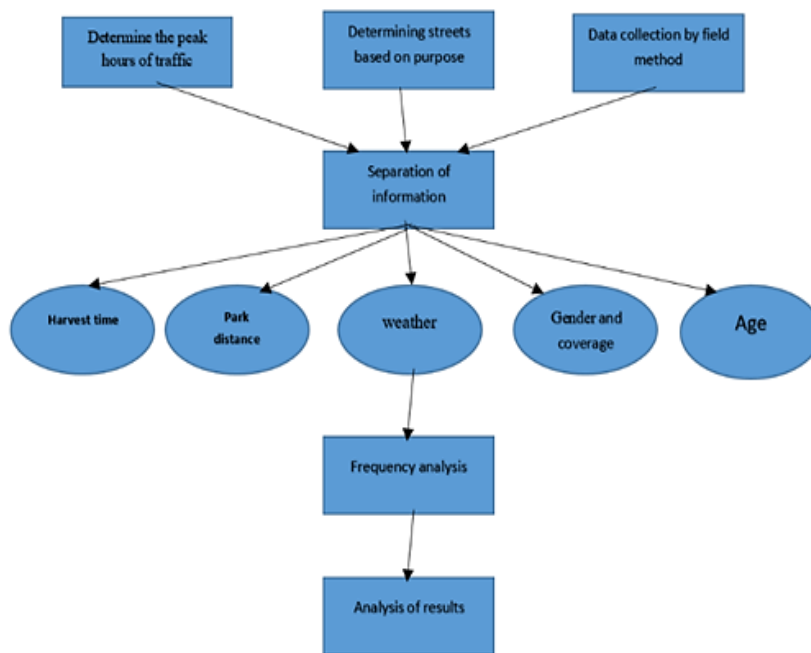 Determine the peak
hours of traffic
Determining streets
based on purpose
Data collection by field
method
Separation of
information
Harvest time
Park
distance
weather
Gender and
coverage
Age
Frequency analysis
Analysis of results